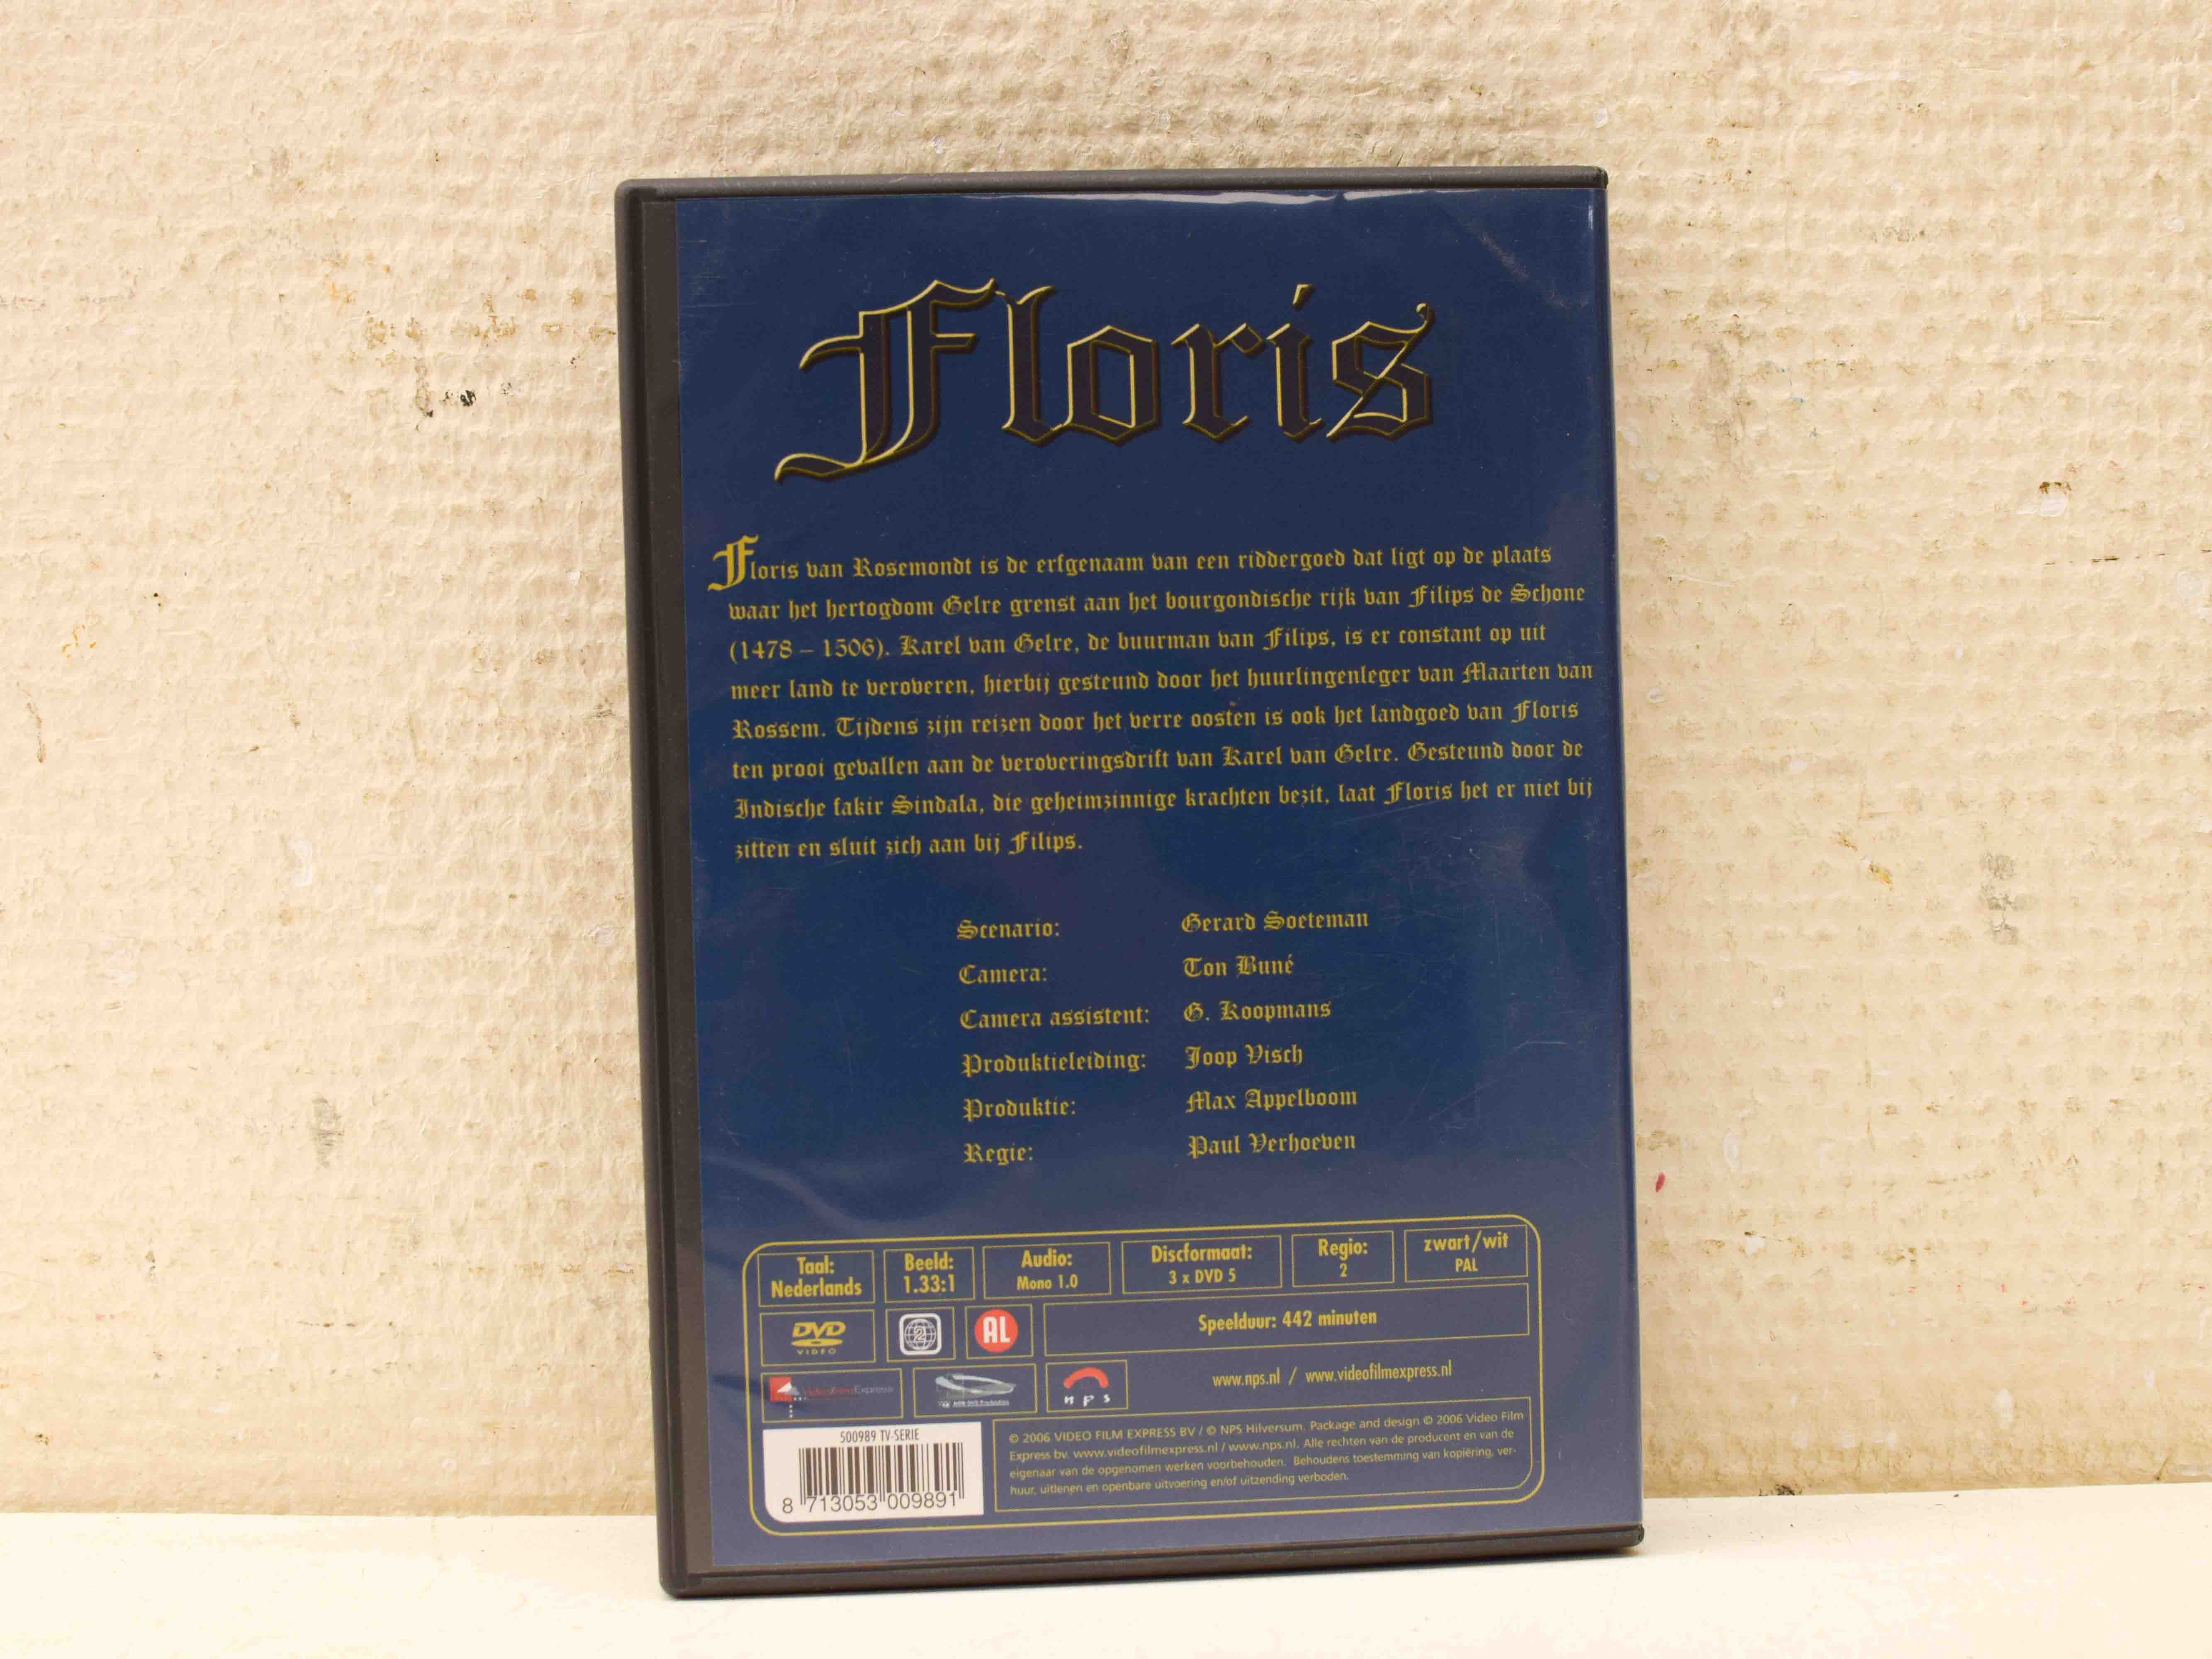 Floris
Floris van Rosemondt is de erfgenaam van een riddergoed dat ligt op de plaats
waar het hertogdom Gelre grenst aan het bourgondische rijk van Filips de Schone
(1478 – 1506). Karel van Gelre, de buurman van Filips, is er constant op uit
meer land te veroveren, hierbij gesteund door het huurlingenleger van Maarten van
Rossem. Tijdens zijn reizen door het verre oosten is ook het landgoed van Floris
ten prooi gevallen aan de veroveringsdrift van Karel van Gelre. Gesteund door de
Indische fakir Sindala, die geheimzinnige krachten bezit, laat Floris het er niet bij
zitten en sluit zich aan bij Filips.
Scenario: Gerard Soeteman
Camera: Ton Buné
Camera assistent: G. Koopmans
Produktieleiding: Joop Visch
Produktie: Max Appelboom
Regie: Paul Verhoeven
Taal: Beeld: Audio: Discformaat: Regio: zwart/wit
Nederlands 1.33:1 Mono 1.0 3 x DVD 5 2 PAL
DVD VIDEO 2 AL Speelduur: 442 minuten
VideoFilmExpress nps www.nps.nl / www.videofilmexpress.nl
500989 TV-SERIE
8 713053 009891
© 2006 VIDEO FILM EXPRESS BV / © NPS Hilversum. Package and design © 2006 Video Film
Express bv. www.videofilmexpress.nl / www.nps.nl. Alle rechten van de producent en van de
eigenaar van de opgenomen werken voorbehouden. Behoudens toestemming van kopiëring, ver-
huur, uitlenen en openbare uitvoering en/of uitzending verboden.